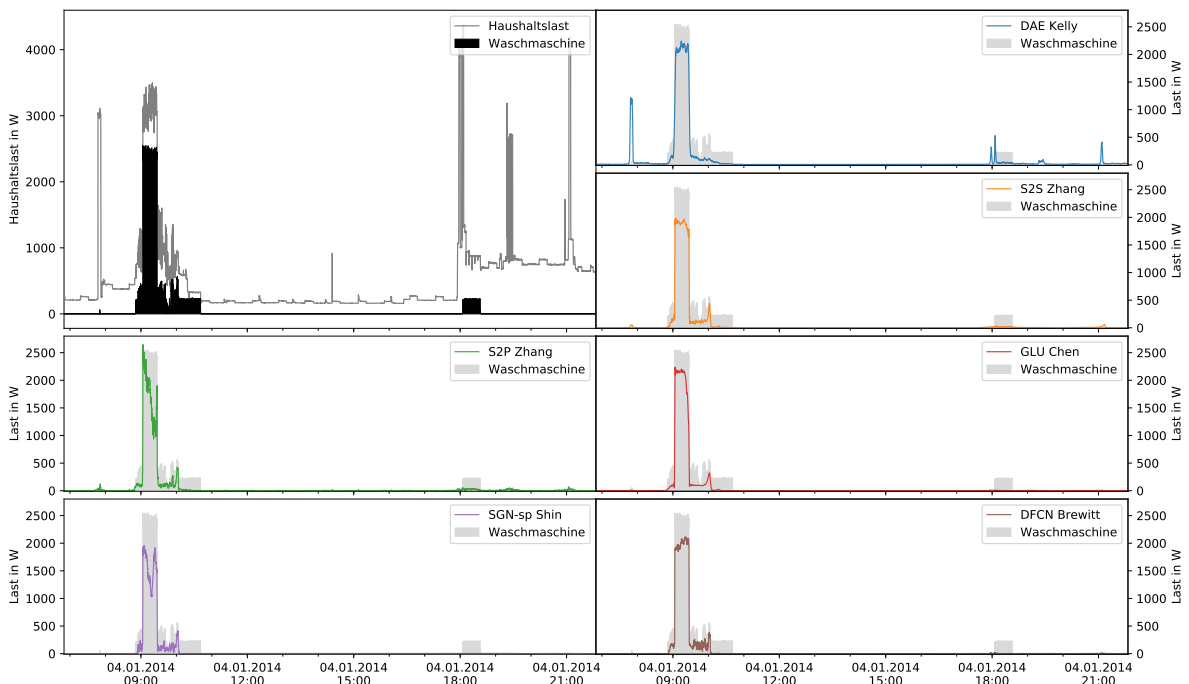 Haushaltslast
Waschmaschine
Haushaltslast in W
4000
3000
2000
1000
0
DAE Kelly
Waschmaschine
Last in W
2500
2000
1500
1000
500
0
S2S Zhang
Waschmaschine
Last in W
2500
2000
1500
1000
500
0
S2P Zhang
Waschmaschine
Last in W
2500
2000
1500
1000
500
0
GLU Chen
Waschmaschine
Last in W
2500
2000
1500
1000
500
0
SGN-sp Shin
Waschmaschine
Last in W
2500
2000
1500
1000
500
0
DFCN Brewitt
Waschmaschine
Last in W
2500
2000
1500
1000
500
0
04.01.2014 04.01.2014 04.01.2014 04.01.2014 04.01.2014
09:00 12:00 15:00 18:00 21:00
04.01.2014 04.01.2014 04.01.2014 04.01.2014 04.01.2014
09:00 12:00 15:00 18:00 21:00